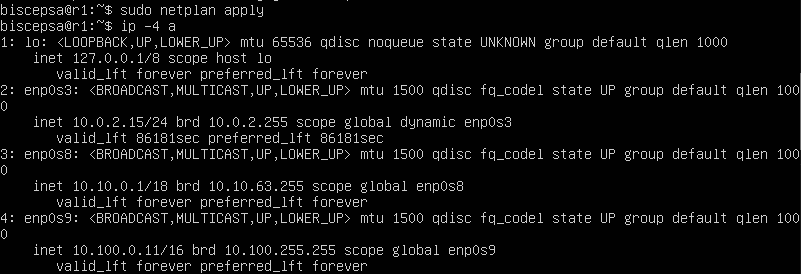 biscepsa@r1:~$ sudo netplan apply
biscepsa@r1:~$ ip -4 a
1: lo: <LOOPBACK,UP,LOWER_UP> mtu 65536 qdisc noqueue state UNKNOWN group default qlen 1000
    inet 127.0.0.1/8 scope host lo
       valid_lft forever preferred_lft forever
2: enp0s3: <BROADCAST,MULTICAST,UP,LOWER_UP> mtu 1500 qdisc fq_codel state UP group default qlen 100
0
    inet 10.0.2.15/24 brd 10.0.2.255 scope global dynamic enp0s3
       valid_lft 86181sec preferred_lft 86181sec
3: enp0s8: <BROADCAST,MULTICAST,UP,LOWER_UP> mtu 1500 qdisc fq_codel state UP group default qlen 100
0
    inet 10.10.0.1/18 brd 10.10.63.255 scope global enp0s8
       valid_lft forever preferred_lft forever
4: enp0s9: <BROADCAST,MULTICAST,UP,LOWER_UP> mtu 1500 qdisc fq_codel state UP group default qlen 100
0
    inet 10.100.0.11/16 brd 10.100.255.255 scope global enp0s9
       valid_lft forever preferred_lft forever